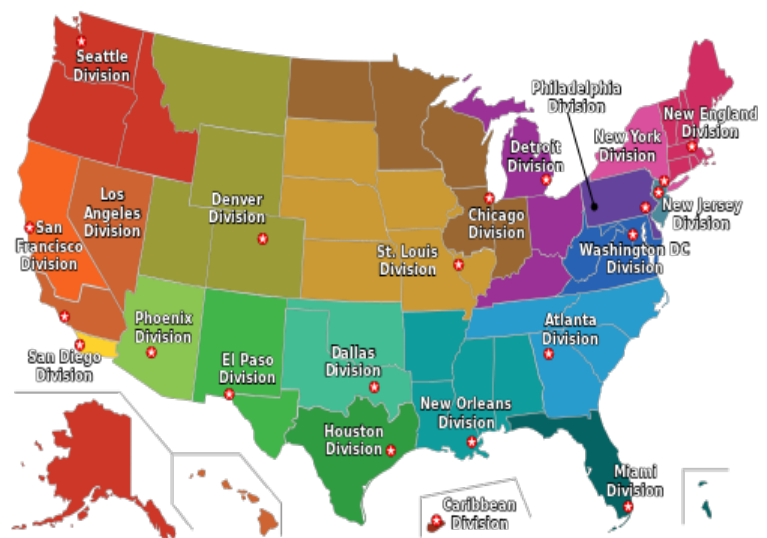 Seattle
Division
Philadelphia
Division
New England
Division
New York
Division
Detroit
Division
Los
Angeles
Division
Denver
Division
San
Francisco
Division
Chicago
Division
New Jersey
Division
St. Louis
Division
Washington DC
Division
Phoenix
Division
Atlanta
Division
San Diego
Division
El Paso
Division
Dallas
Division
New Orleans
Division
Houston
Division
Miami
Division
Caribbean
Division